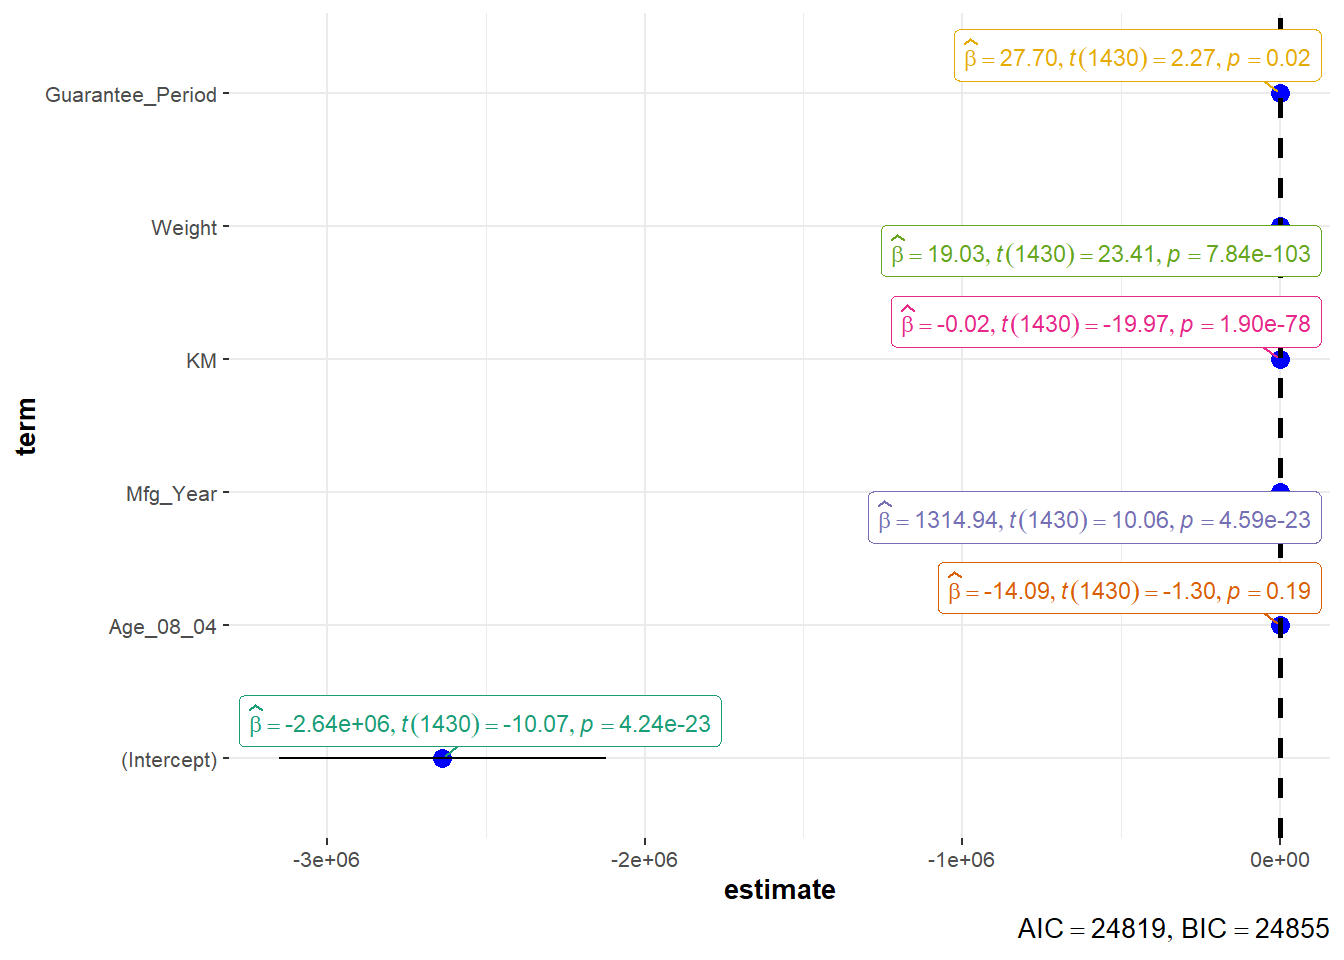 β̂ = 27.70, t(1430) = 2.27, p = 0.02
Guarantee_Period
Weight
β̂ = 19.03, t(1430) = 23.41, p = 7.84e-103
β̂ = -0.02, t(1430) = -19.97, p = 1.90e-78
KM
term
Mfg_Year
β̂ = 1314.94, t(1430) = 10.06, p = 4.59e-23
β̂ = -14.09, t(1430) = -1.30, p = 0.19
Age_08_04
β̂ = -2.64e+06, t(1430) = -10.07, p = 4.24e-23
(Intercept)
-3e+06 -2e+06 -1e+06 0e+00
estimate
AIC = 24819, BIC = 24855